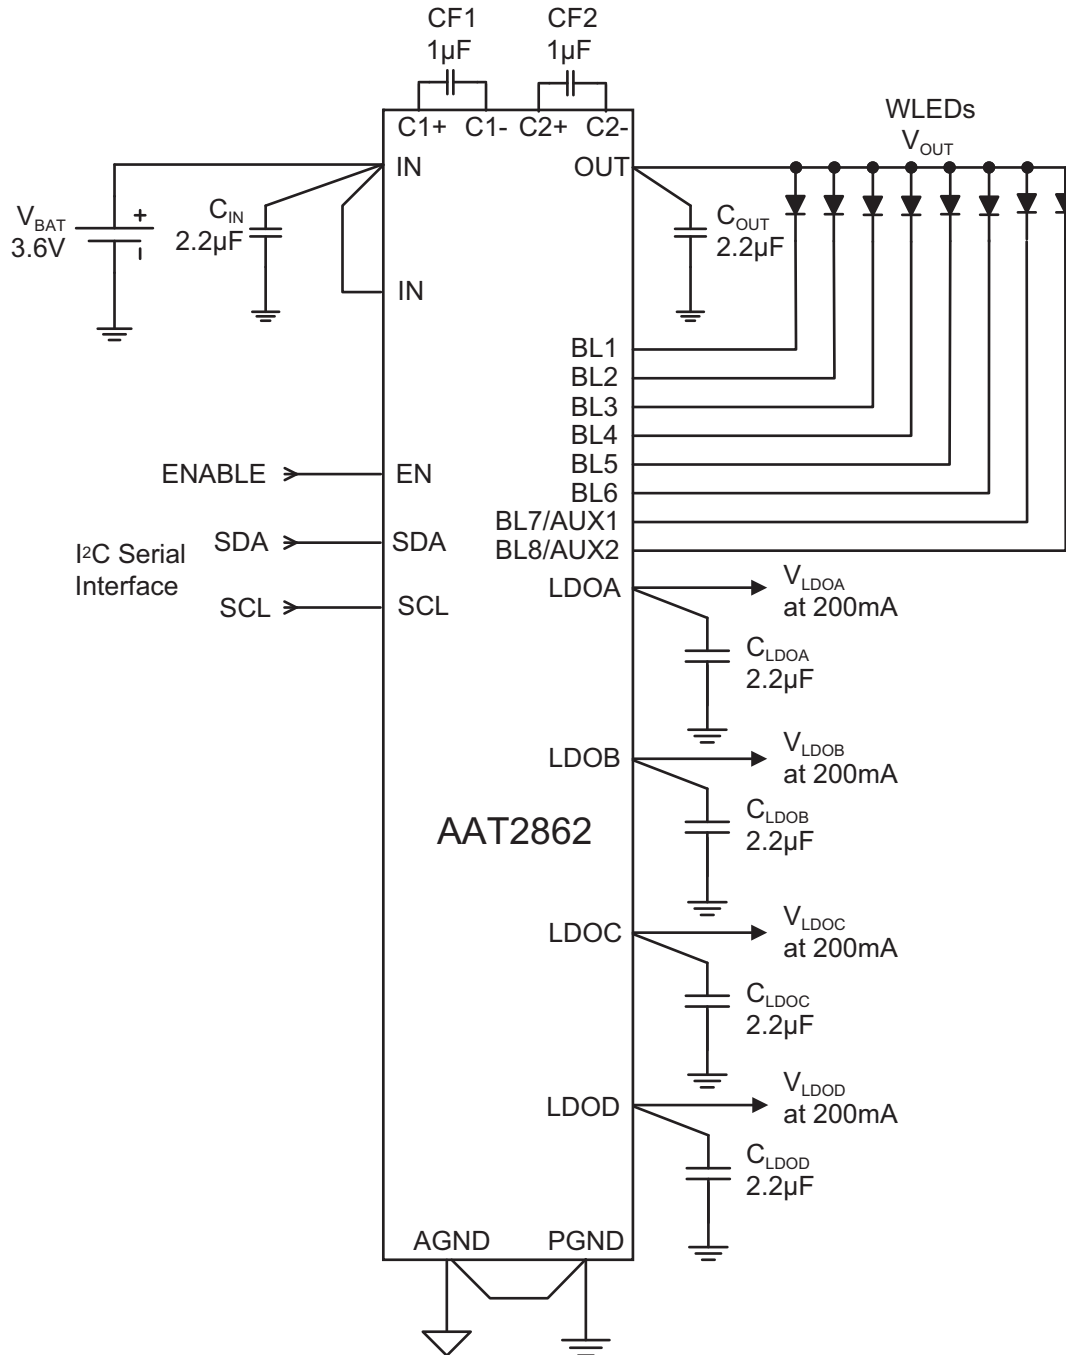 CF1
1µF
CF2
1µF
C1+ C1- C2+ C2-
WLEDs
VOUT
IN
OUT
VBAT
3.6V
+
CIN
2.2µF
COUT
2.2µF
IN
BL1
BL2
BL3
BL4
BL5
BL6
BL7/AUX1
BL8/AUX2
ENABLE
EN
I²C Serial
Interface
SDA
SDA
SCL
SCL
LDOA
VLDOA
at 200mA
CLDOA
2.2µF
LDOB
VLDOB
at 200mA
CLDOB
2.2µF
AAT2862
LDOC
VLDOC
at 200mA
CLDOC
2.2µF
LDOD
VLDOD
at 200mA
CLDOD
2.2µF
AGND
PGND